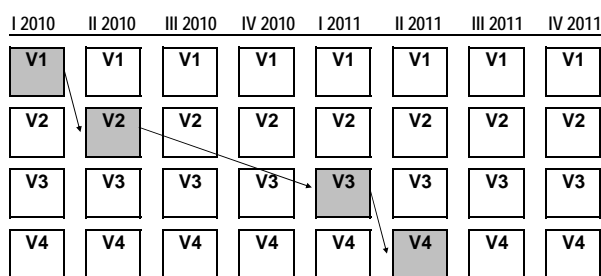 I 2010 II 2010 III 2010 IV 2010 I 2011 II 2011 III 2011 IV 2011
V1 V1 V1 V1 V1 V1 V1 V1
V2 V2 V2 V2 V2 V2 V2 V2
V3 V3 V3 V3 V3 V3 V3 V3
V4 V4 V4 V4 V4 V4 V4 V4